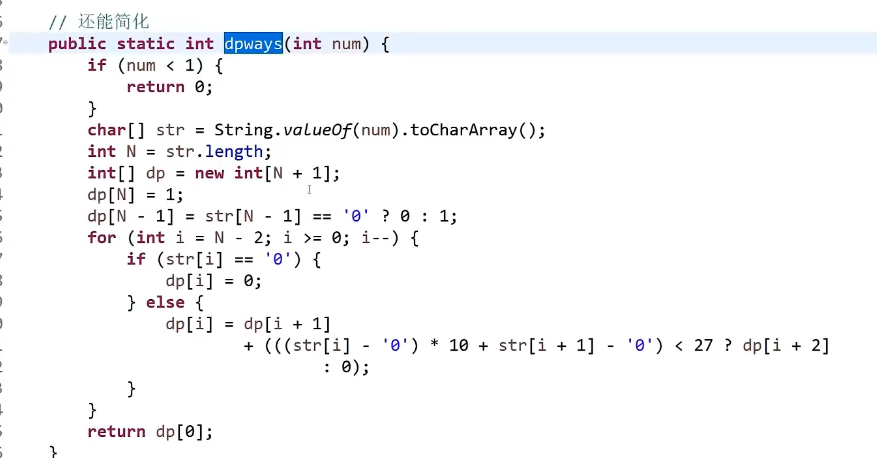 // 还能简化
public static int dpways(int num) {
if (num < 1) {
return 0;
}
char[] str = String.valueOf(num).toCharArray();
int N = str.length;
int[] dp = new int[N + 1];
dp[N] = 1;
dp[N - 1] = str[N - 1] == '0' ? 0 : 1;
for (int i = N - 2; i >= 0; i--) {
if (str[i] == '0') {
dp[i] = 0;
} else {
dp[i] = dp[i + 1]
+ (((str[i] - '0') * 10 + str[i + 1] - '0') < 27 ? dp[i + 2]
: 0);
}
}
return dp[0];
}